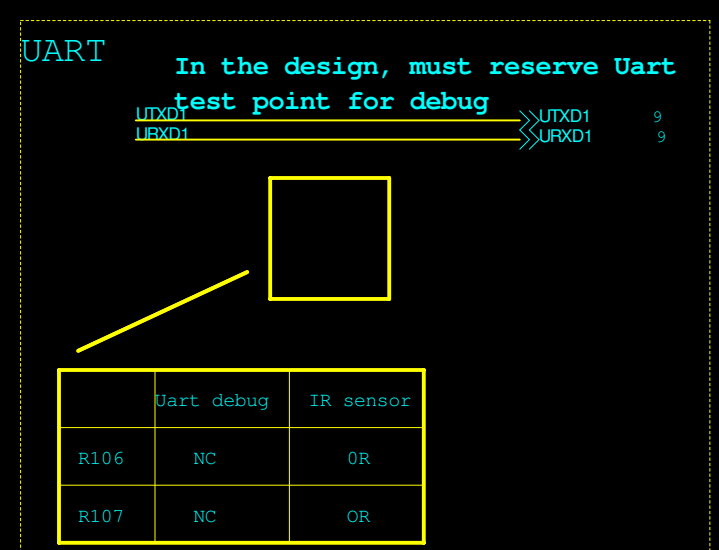 UART
In the design, must reserve Uart
test point for debug
UTXD1 UTXD1 9
URXD1 URXD1 9
Uart debug IR sensor
R106 NC 0R
R107 NC OR